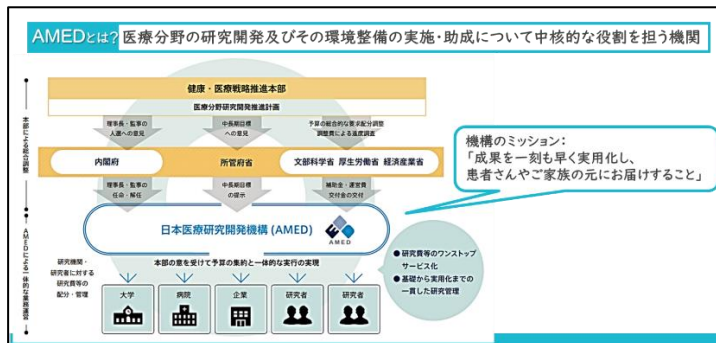 AMEDとは? 医療分野の研究開発及びその環境整備の実施・助成について中核的な役割を担う機関
健康・医療戦略推進本部
医療分野研究開発推進計画
理事長・監事の
人選への意見
中長期目標
への意見
予算の総合的な要求配分調整
調整費による
本部による総合調整
内閣府
所管府省
文部科学省 厚生労働省 経済産業省
機構のミッション:
「成果を一刻も早く実用化し、
患者さんやご家族の元にお届けすること」
理事長・監事の
任命・解任
中長期目標
の提示
補助金・運営費
交付金の交付
日本医療研究開発機構 (AMED)
AMED
本部の意を受けて予算の集約と一体的な実行の実現
AMEDによる一体的な業務運営
研究機関・
研究者に対する
研究費等の
配分・管理
大学
病院
企業
研究者
研究者
●研究費等のワンストップ
サービス化
●基礎から実用化までの
一貫した研究管理